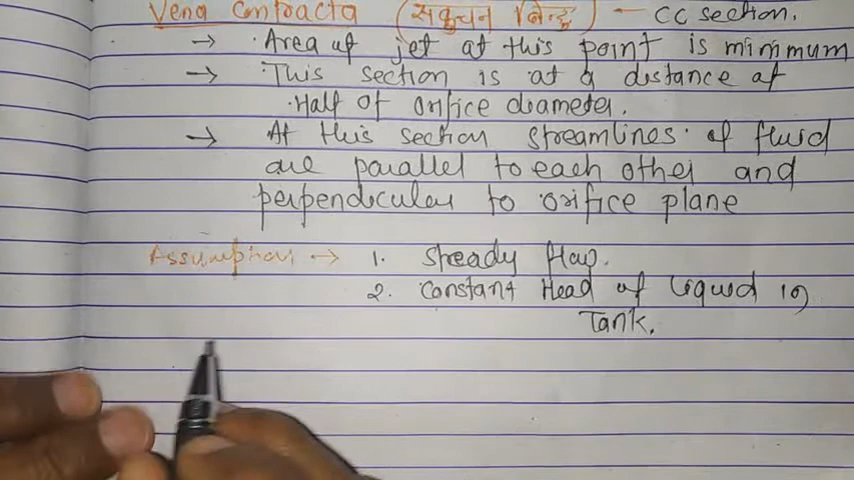 Vena Contracta (संकुचन बिन्दु) - CC section.
→ Area of jet at this point is minimum
→ This section is at a distance of
Half of orifice diameter.
→ At this section streamlines of fluid
are parallel to each other and
perpendicular to orifice plane
Assumption → 1. Steady flow.
2. Constant Head of Liquid in
Tank.